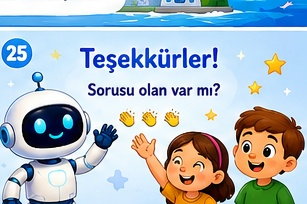 25
Teşekkürler!
Sorusu olan var mı?